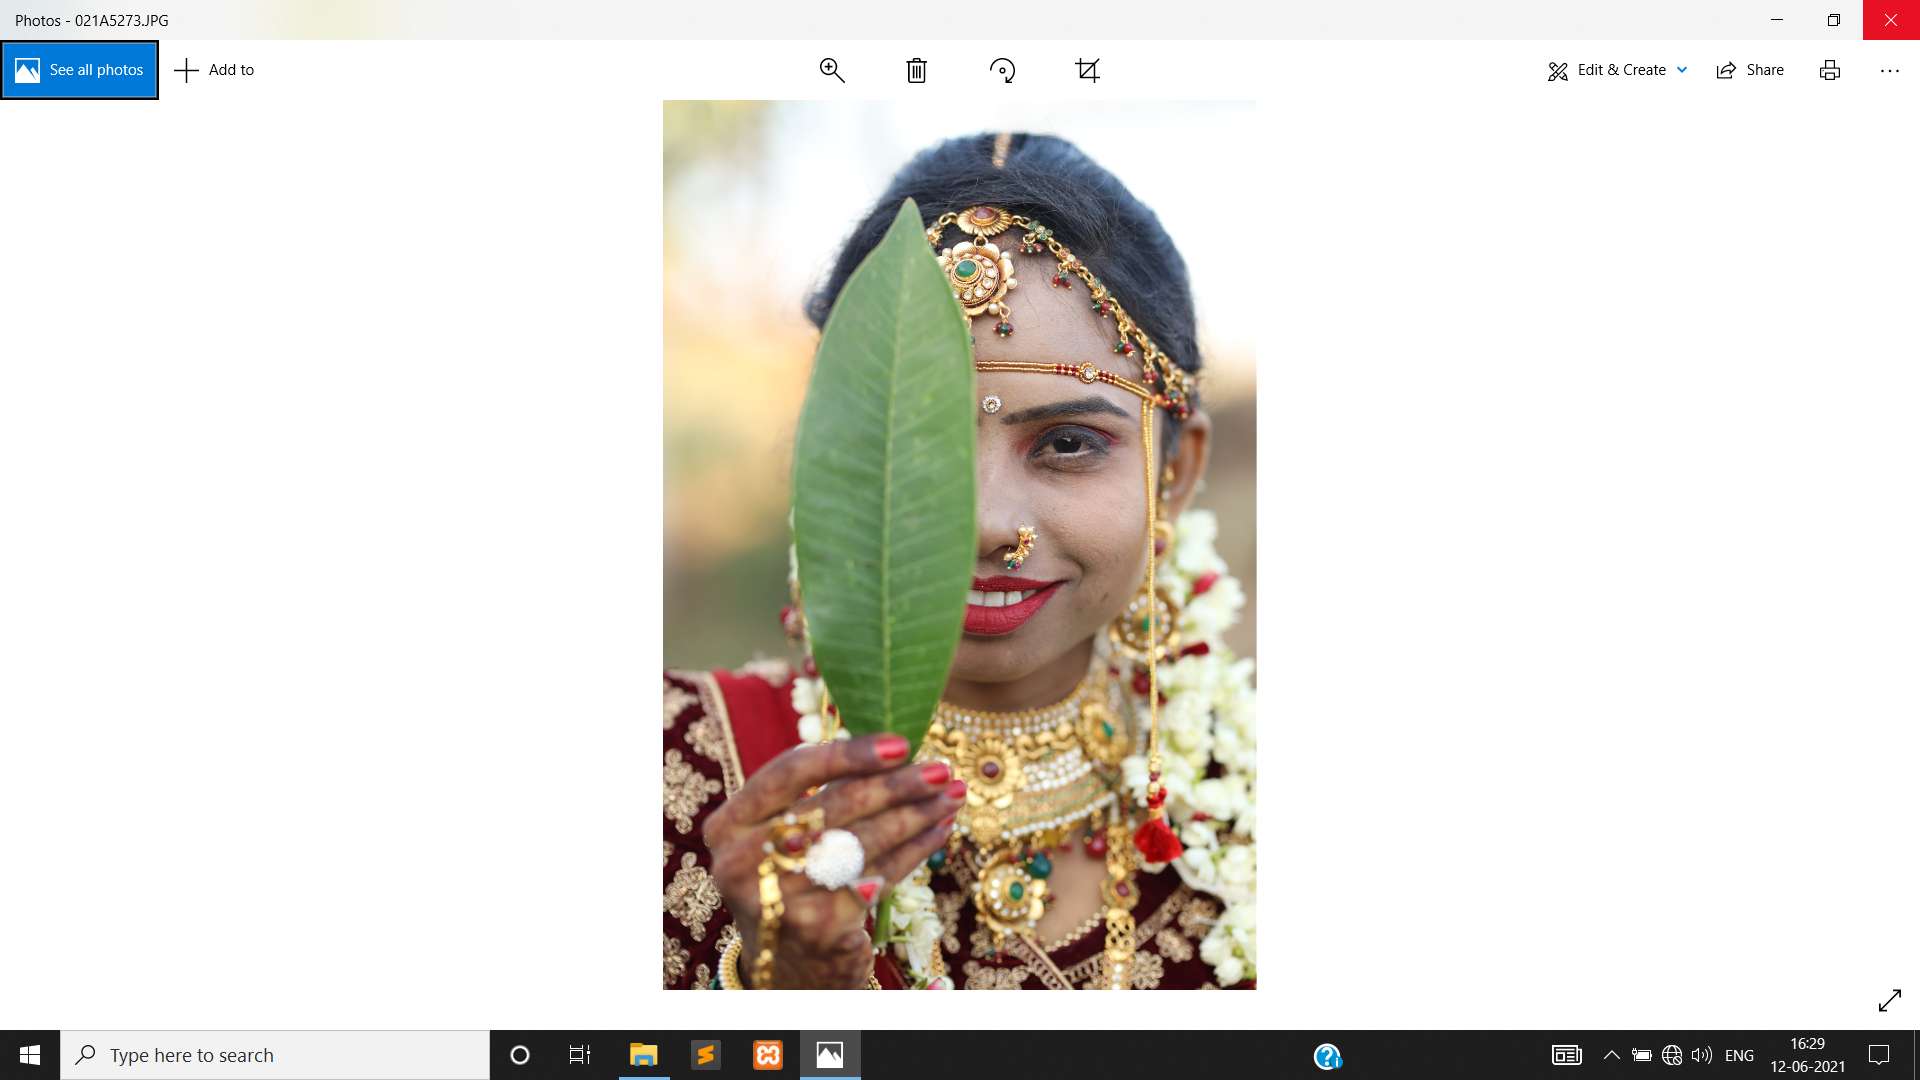 Photos - 021A5273.JPG
See all photos
Add to
Edit & Create
Share
Type here to search
ENG
16:29
12-06-2021